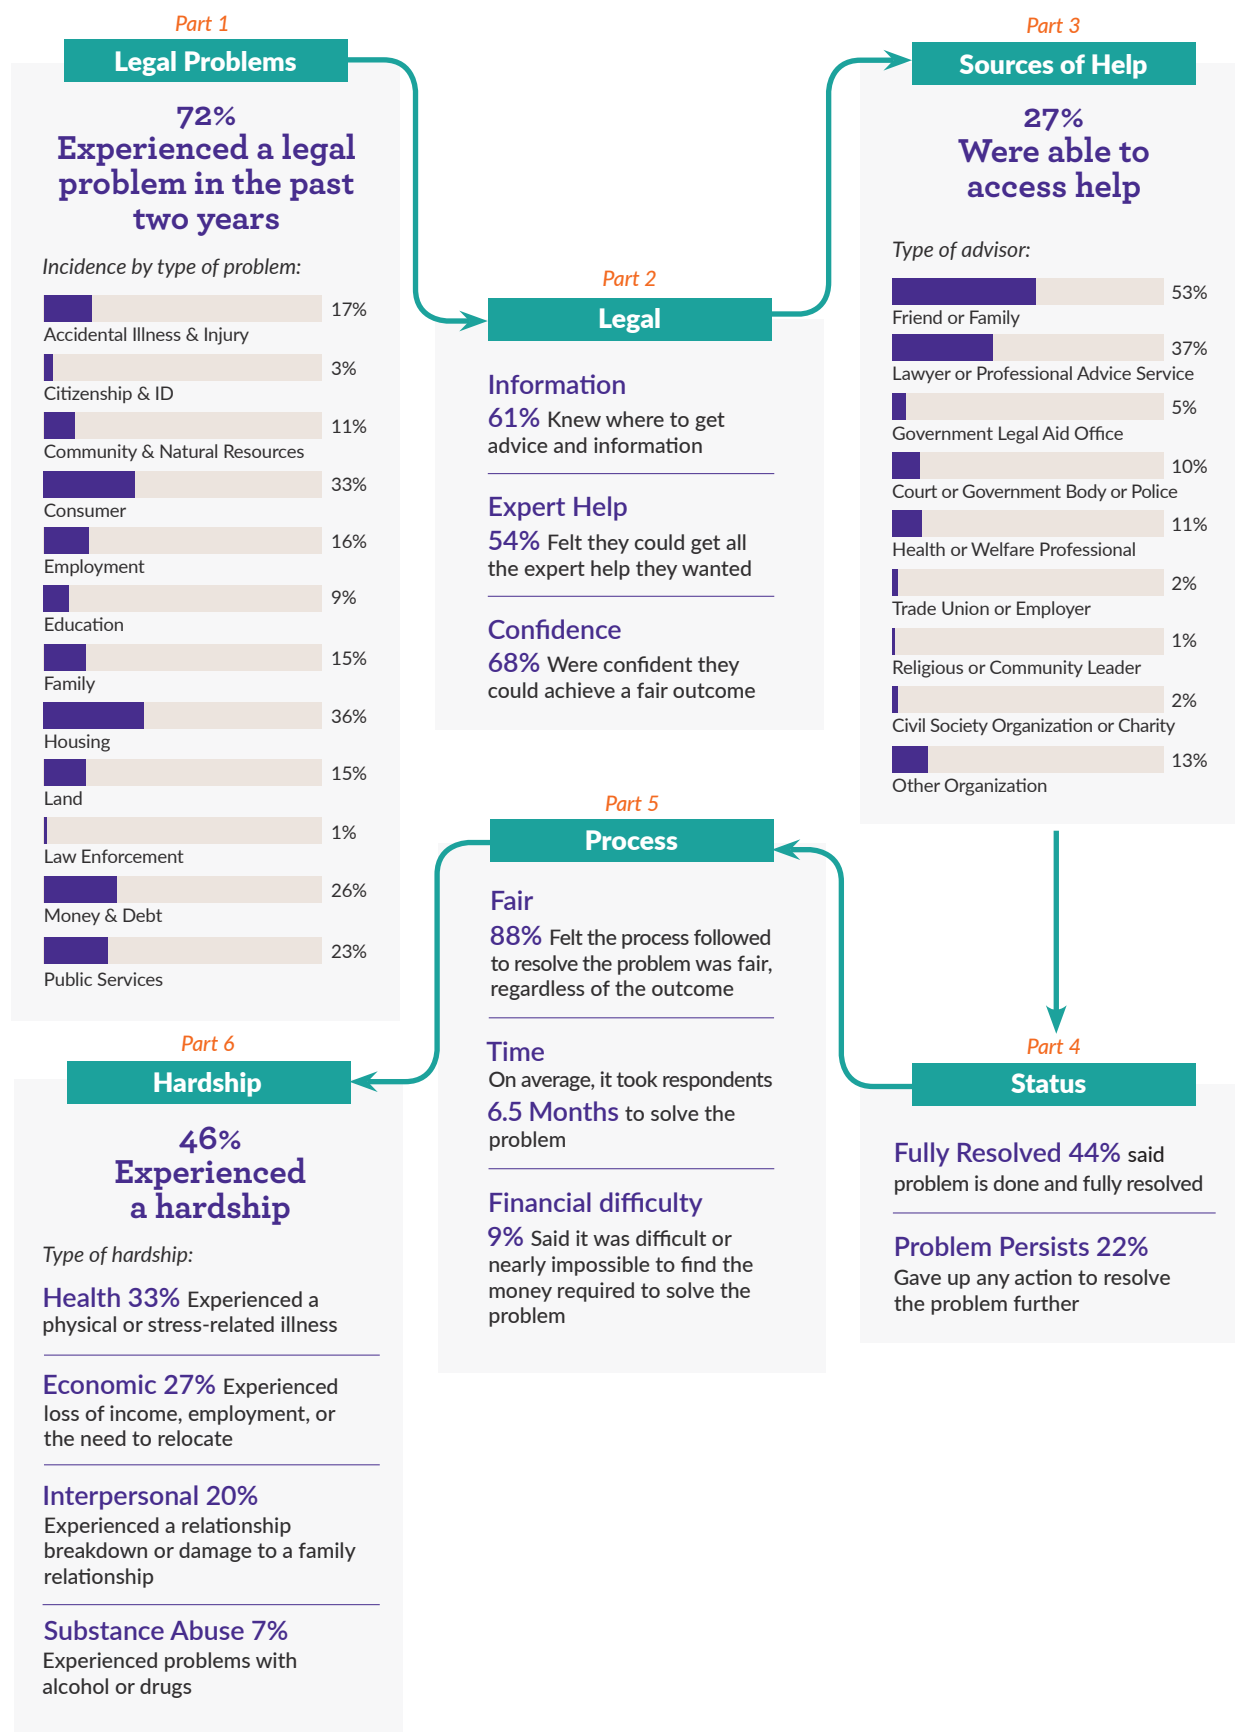 Part 1
Legal Problems
72%
Experienced a legal
problem in the past
two years
Incidence by type of problem:
17%
Accidental Illness & Injury
3%
Citizenship & ID
11%
Community & Natural Resources
33%
Consumer
16%
Employment
9%
Education
15%
Family
36%
Housing
15%
Land
1%
Law Enforcement
26%
Money & Debt
23%
Public Services
Part 2
Legal
Information
61% Knew where to get
advice and information
Expert Help
54% Felt they could get all
the expert help they wanted
Confidence
68% Were confident they
could achieve a fair outcome
Part 3
Sources of Help
27%
Were able to
access help
Type of advisor:
53%
Friend or Family
37%
Lawyer or Professional Advice Service
5%
Government Legal Aid Office
10%
Court or Government Body or Police
11%
Health or Welfare Professional
2%
Trade Union or Employer
1%
Religious or Community Leader
2%
Civil Society Organization or Charity
13%
Other Organization
Part 4
Status
Fully Resolved 44% said
problem is done and fully resolved
Problem Persists 22%
Gave up any action to resolve
the problem further
Part 5
Process
Fair
88% Felt the process followed
to resolve the problem was fair,
regardless of the outcome
Time
On average, it took respondents
6.5 Months to solve the
problem
Financial difficulty
9% Said it was difficult or
nearly impossible to find the
money required to solve the
problem
Part 6
Hardship
46%
Experienced
a hardship
Type of hardship:
Health 33% Experienced a
physical or stress-related illness
Economic 27% Experienced
loss of income, employment, or
the need to relocate
Interpersonal 20%
Experienced a relationship
breakdown or damage to a family
relationship
Substance Abuse 7%
Experienced problems with
alcohol or drugs